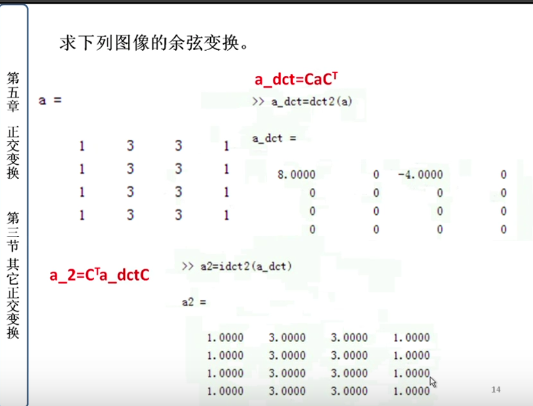 求下列图像的余弦变换。
第五章 正交变换 第三节 其它正交变换
a =
1 3 3 1
1 3 3 1
1 3 3 1
1 3 3 1
a_dct=CaCᵀ
>> a_dct=dct2(a)
a_dct =
8.0000 0 -4.0000 0
0 0 0 0
0 0 0 0
0 0 0 0
a_2=Cᵀa_dctC
>> a2=idct2(a_dct)
a2 =
1.0000 3.0000 3.0000 1.0000
1.0000 3.0000 3.0000 1.0000
1.0000 3.0000 3.0000 1.0000
1.0000 3.0000 3.0000 1.0000
14